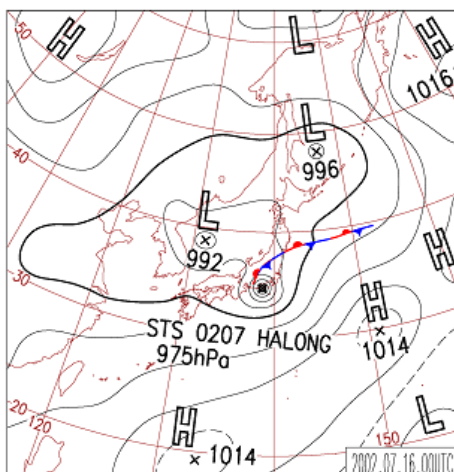 50
H
L
H
1016
40
L
996
L
992
H
30
STS 0207 HALONG
975hPa
H
1014
20
120
H
1014
L
150
2002.07.16.00UTC